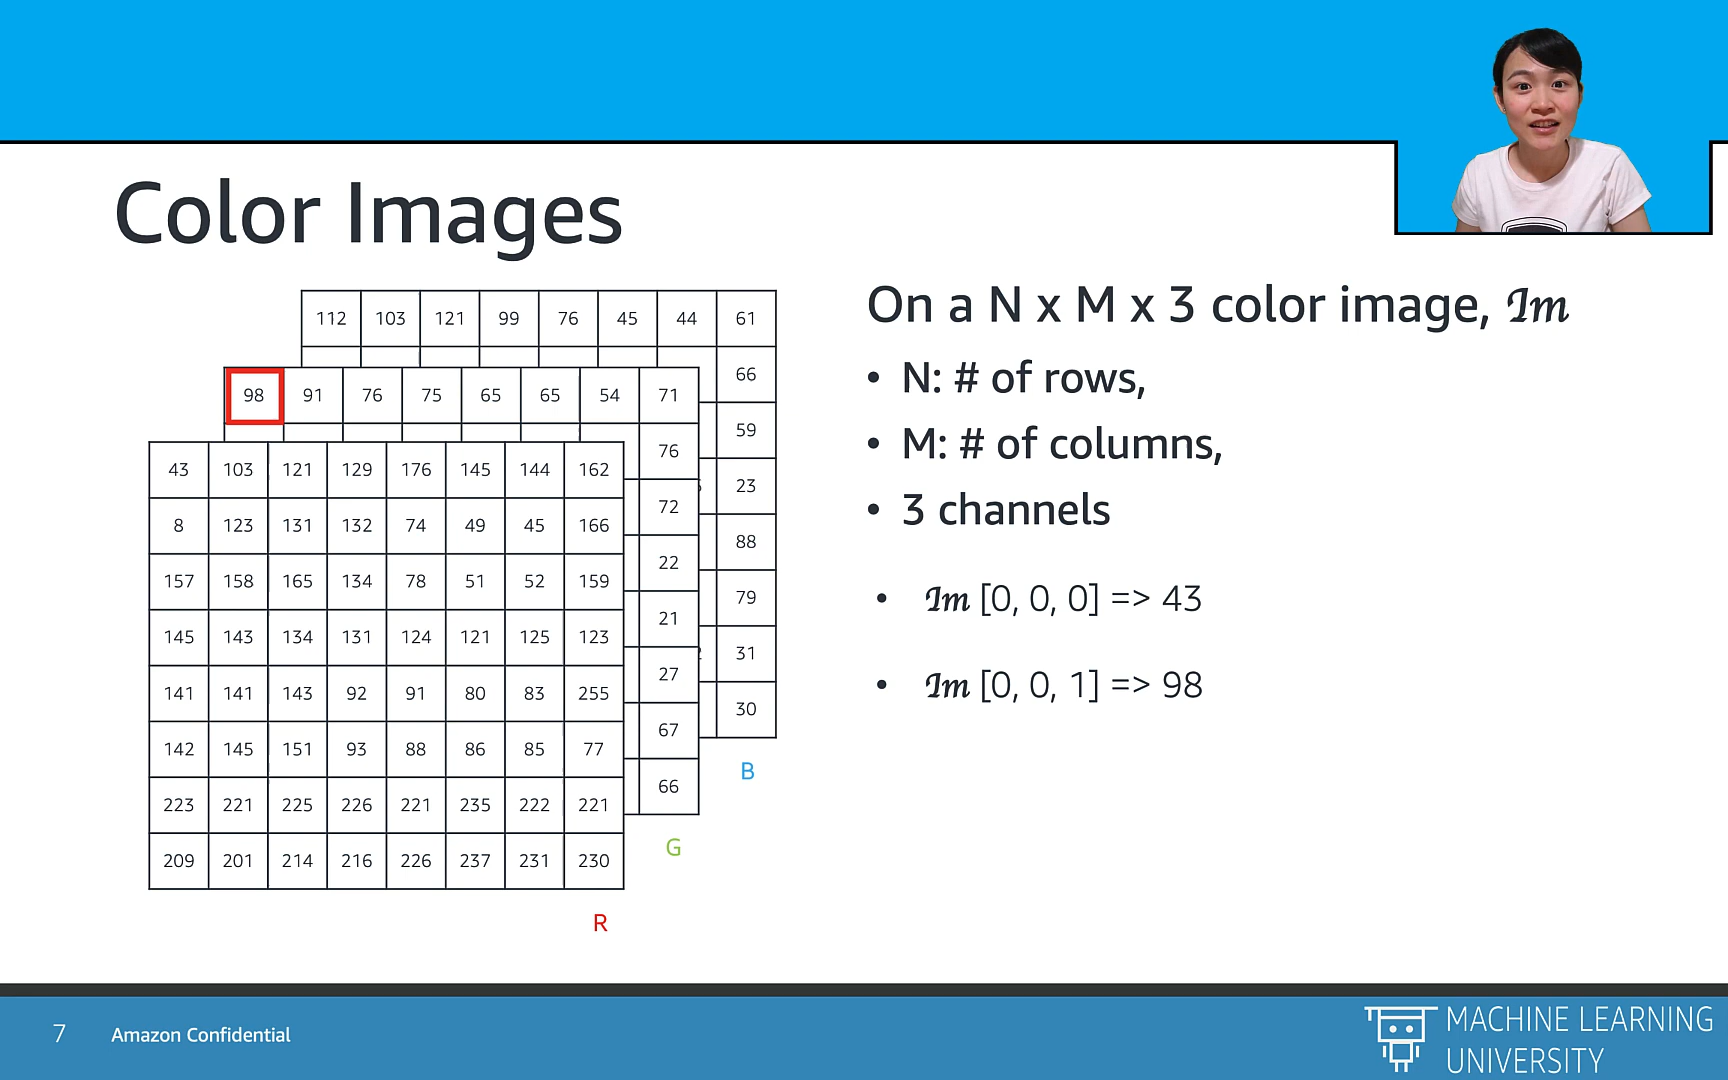 Color Images
112 103 121 99 76 45 44 61
66
59
23
88
79
31
30
B
98 91 76 75 65 65 54 71
76
72
22
21
27
67
66
G
43 103 121 129 176 145 144 162
8 123 131 132 74 49 45 166
157 158 165 134 78 51 52 159
145 143 134 131 124 121 125 123
141 141 143 92 91 80 83 255
142 145 151 93 88 86 85 77
223 221 225 226 221 235 222 221
209 201 214 216 226 237 231 230
R
On a N x M x 3 color image, Im
• N: # of rows,
• M: # of columns,
• 3 channels
• Im [0, 0, 0] => 43
• Im [0, 0, 1] => 98
7 Amazon Confidential
MACHINE LEARNING
UNIVERSITY